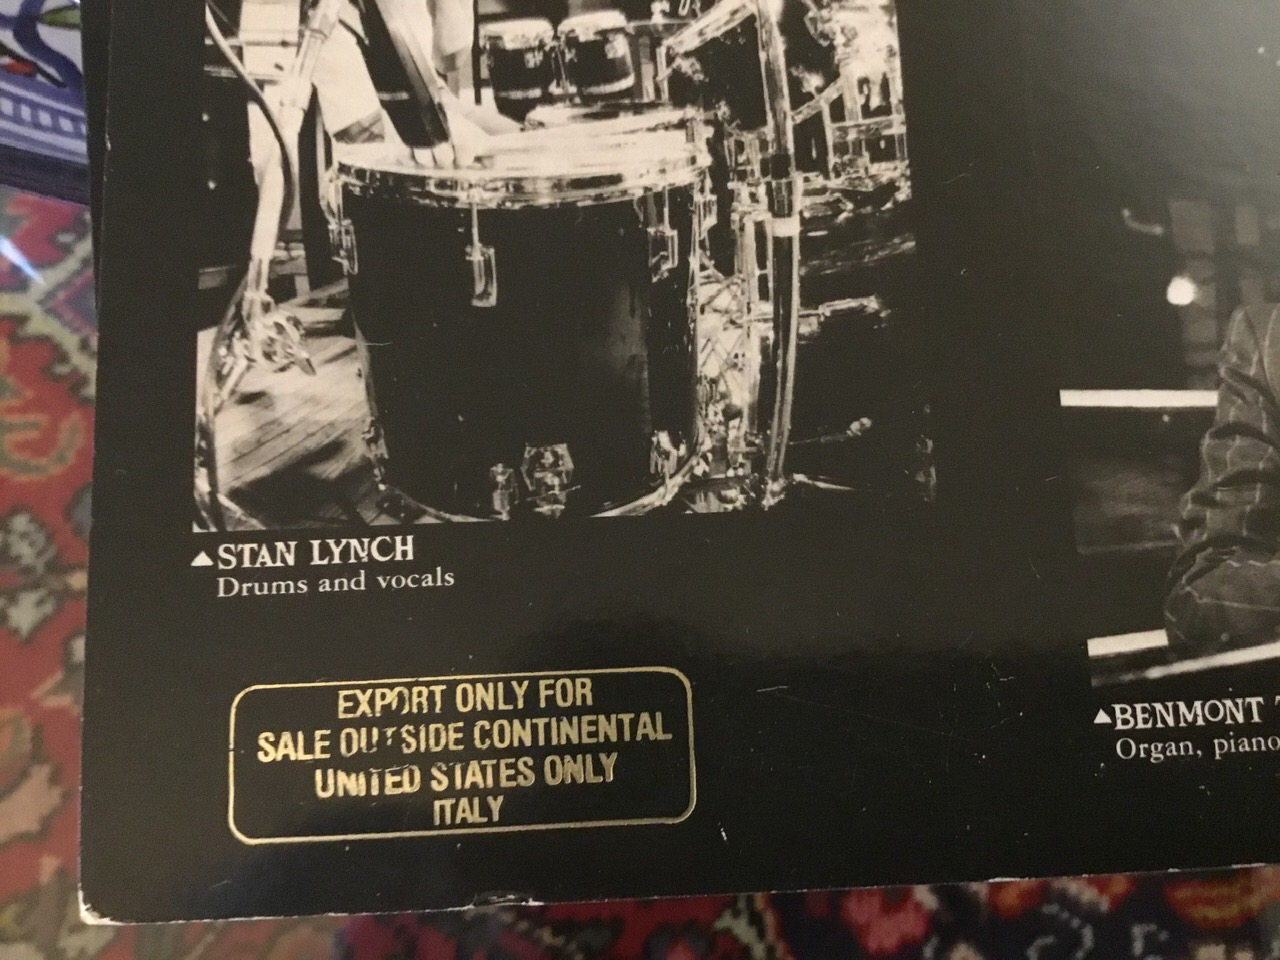 ▲STAN LYNCH
Drums and vocals
EXPORT ONLY FOR
SALE OUTSIDE CONTINENTAL
UNITED STATES ONLY
ITALY
▲BENMONT
Organ, piano